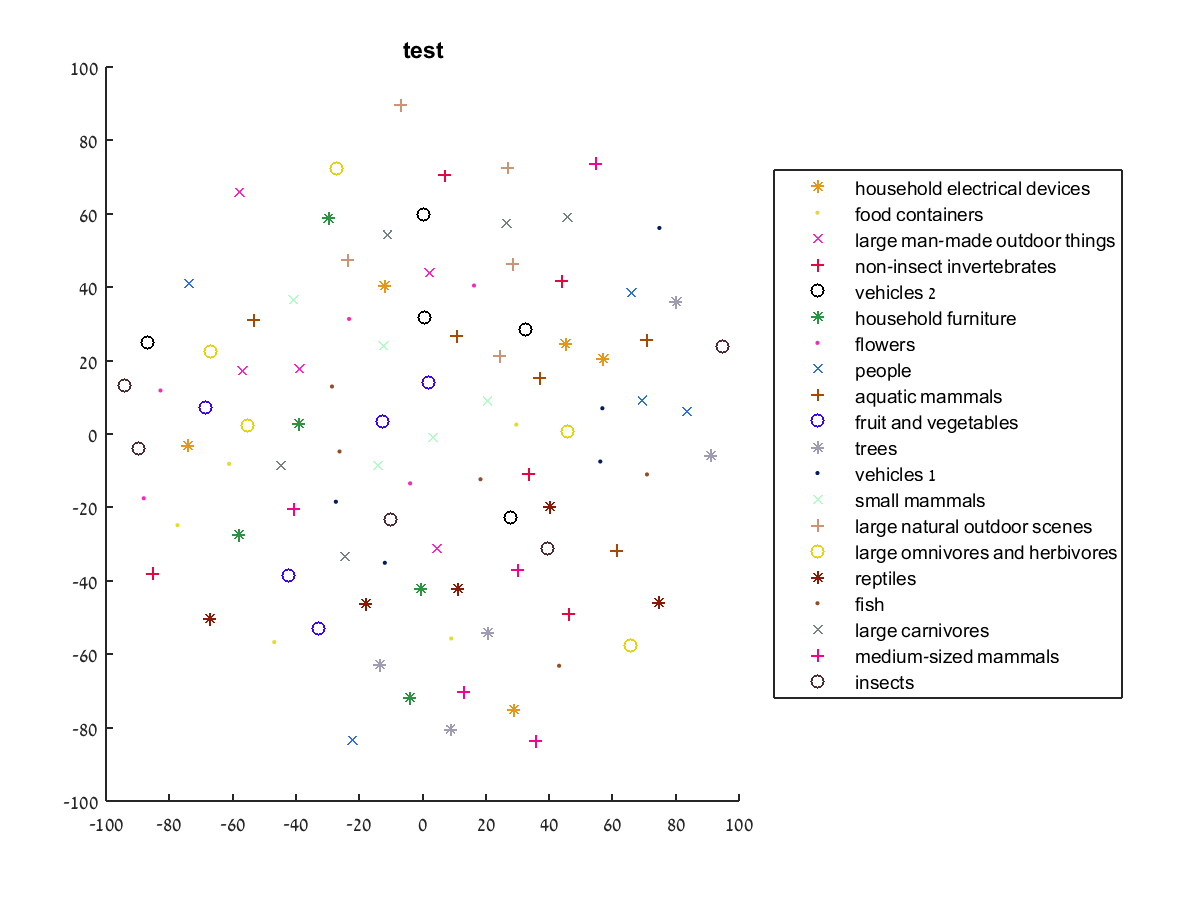 test
100
80
60
40
20
0
-20
-40
-60
-80
-100
-100 -80 -60 -40 -20 0 20 40 60 80 100
household electrical devices
food containers
large man-made outdoor things
non-insect invertebrates
vehicles 2
household furniture
flowers
people
aquatic mammals
fruit and vegetables
trees
vehicles 1
small mammals
large natural outdoor scenes
large omnivores and herbivores
reptiles
fish
large carnivores
medium-sized mammals
insects